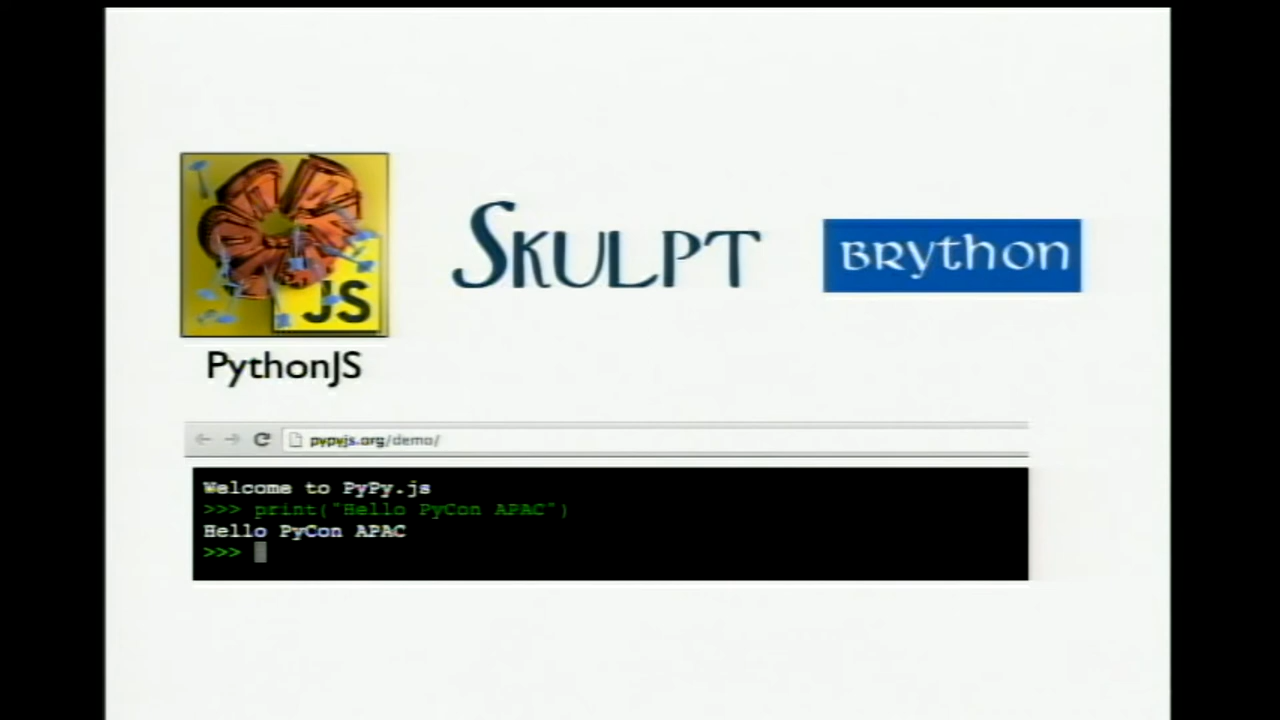 JS
PythonJS
SKULPT
BRython
pypyjs.org/demo/
Welcome to PyPy.js
>>> print("Hello PyCon APAC")
Hello PyCon APAC
>>>